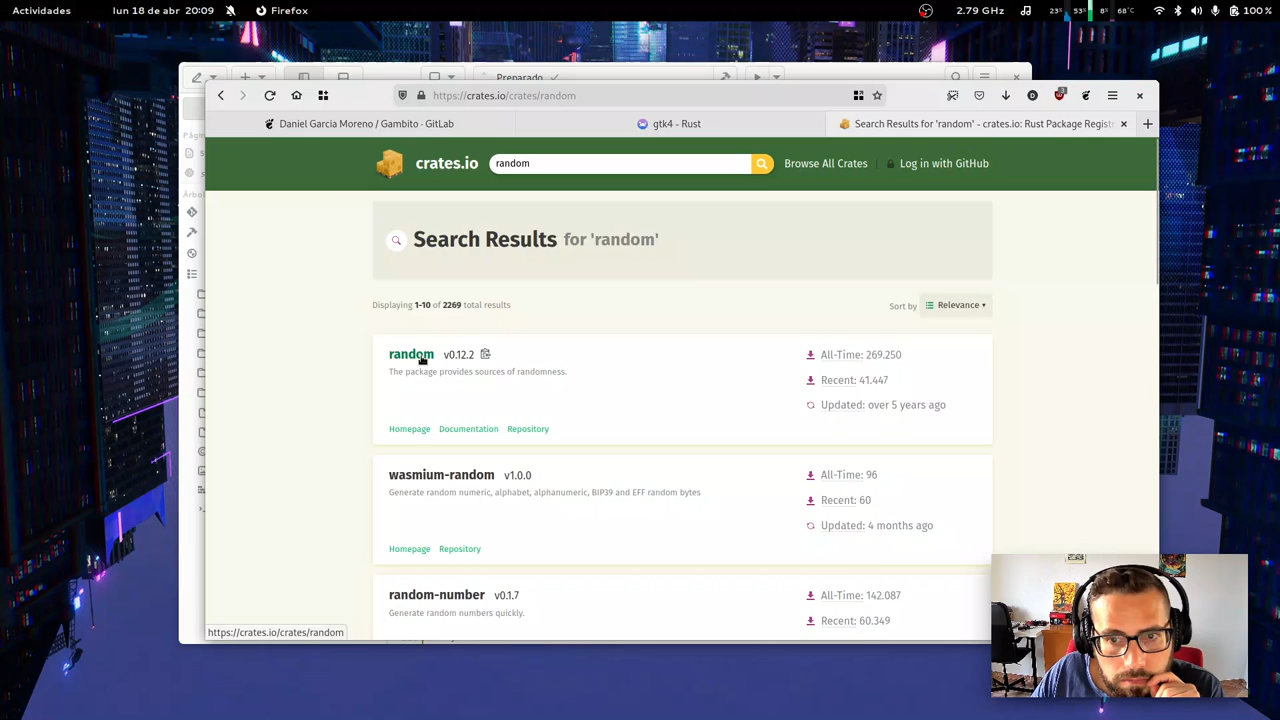 Actividades
lun 18 de abr 20:09
Firefox
2.79 GHz
23%
53%
8%
68°C
100 %
Preparado
https://crates.io/crates/random
3
Daniel Garcia Moreno / Gambito · GitLab
gtk4 - Rust
Search Results for 'random' - crates.io: Rust Package Regist
crates.io
random
Browse All Crates
Log in with GitHub
Search Results for 'random'
Displaying 1-10 of 2269 total results
Sort by
Relevance
random v0.12.2
The package provides sources of randomness.
All-Time: 269.250
Recent: 41.447
Updated: over 5 years ago
Homepage Documentation Repository
wasmium-random v1.0.0
Generate random numeric, alphabet, alphanumeric, BIP39 and EFF random bytes
All-Time: 96
Recent: 60
Updated: 4 months ago
Homepage Repository
random-number v0.1.7
Generate random numbers quickly.
All-Time: 142.087
Recent: 60.349
https://crates.io/crates/random